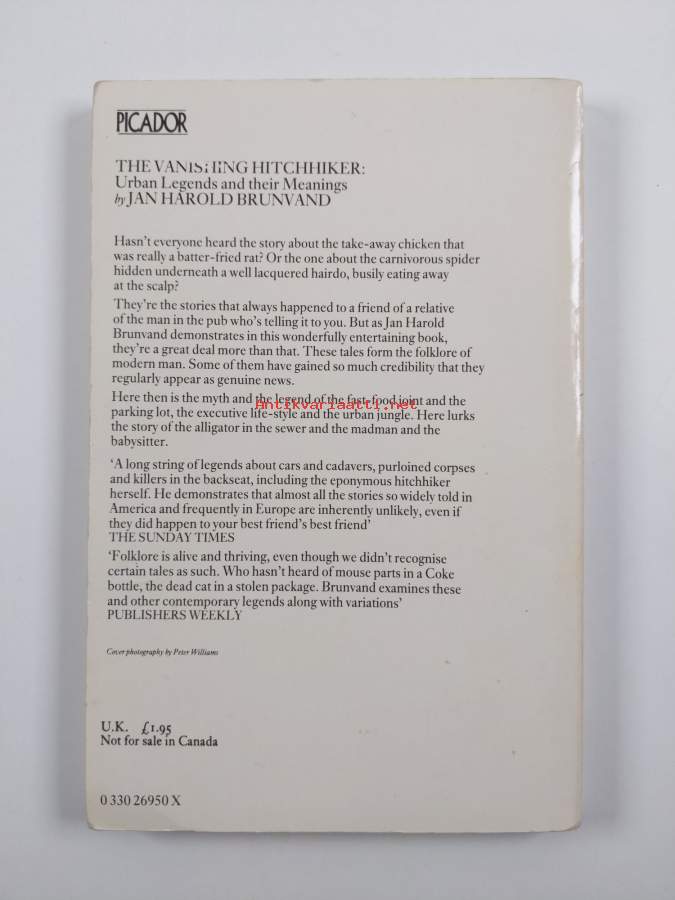 PICADOR
THE VANISHING HITCHHIKER:
Urban Legends and their Meanings
by JAN HAROLD BRUNVAND
Hasn't everyone heard the story about the take-away chicken that
was really a batter-fried rat? Or the one about the carnivorous spider
hidden underneath a well lacquered hairdo, busily eating away
at the scalp?
They're the stories that always happened to a friend of a relative
of the man in the pub who's telling it to you. But as Jan Harold
Brunvand demonstrates in this wonderfully entertaining book,
they're a great deal more than that. These tales form the folklore of
modern man. Some of them have gained so much credibility that they
regularly appear as genuine news.
Here then is the myth and the legend of the fast-food joint and the
Antikvariaatti.net
parking lot, the executive life-style and the urban jungle. Here lurks
the story of the alligator in the sewer and the madman and the
babysitter.
'A long string of legends about cars and cadavers, purloined corpses
and killers in the backseat, including the eponymous hitchhiker
herself. He demonstrates that almost all the stories so widely told in
America and frequently in Europe are inherently unlikely, even if
they did happen to your best friend's best friend'
THE SUNDAY TIMES
'Folklore is alive and thriving, even though we didn't recognise
certain tales as such. Who hasn't heard of mouse parts in a Coke
bottle, the dead cat in a stolen package. Brunvand examines these
and other contemporary legends along with variations'
PUBLISHERS WEEKLY
Cover photography by Peter Williams
U.K. £1.95
Not for sale in Canada
0 330 26950 X